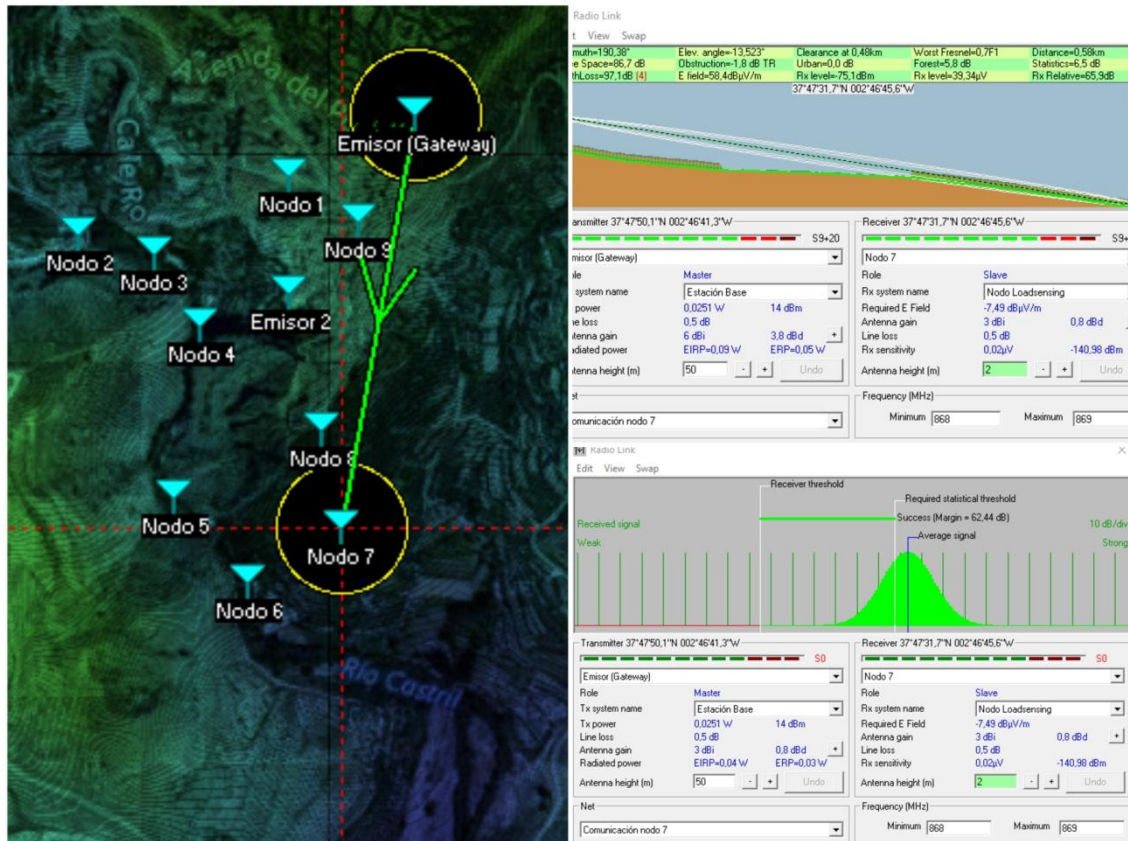 Avenida del
Calle Ro
Emisor (Gateway)
Nodo 1
Nodo 9
Nodo 2
Nodo 3
Emisor 2
Nodo 4
Nodo 8
Nodo 5
Nodo 7
Nodo 6
Río Castril
Radio Link
t View Swap
muth=190,38° Elev. angle=-13,523° Clearance at 0,48km Worst Fresnel=0,7F1 Distance=0,58km
e Space=86,7 dB Obstruction=-1,8 dB TR Urban=0,0 dB Forest=5,8 dB Statistics=6,5 dB
thLoss=97,1dB (4) E field=58,4dBµV/m Rx level=-75,1dBm Rx level=39,34µV Rx Relative=65,9dB
37°47'31,7"N 002°46'45,6"W
ansmitter 37°47'50,1"N 002°46'41,3"W
S9+20
misor (Gateway)
ole Master
system name Estación Base
power 0,0251 W 14 dBm
ne loss 0,5 dB
ntenna gain 6 dBi 3,8 dBd +
adiated power EIRP=0,09 W ERP=0,05 W
ntenna height (m) 50 - + Undo
et
omunicación nodo 7
Receiver 37°47'31,7"N 002°46'45,6"W
S9+
Nodo 7
Role Slave
Rx system name Nodo Loadsensing
Required E Field -7,49 dBµV/m
Antenna gain 3 dBi 0,8 dBd +
Line loss 0,5 dB
Rx sensitivity 0,02µV -140,98 dBm
Antenna height (m) 2 - + Undo
Frequency (MHz)
Minimum 868 Maximum 869
Radio Link
Edit View Swap
Receiver threshold
Required statistical threshold
Success (Margin = 62,44 dB)
Average signal
Received signal 10 dB/div
Weak Strong
Transmitter 37°47'50,1"N 002°46'41,3"W
S0
Emisor (Gateway)
Role Master
Tx system name Estación Base
Tx power 0,0251 W 14 dBm
Line loss 0,5 dB
Antenna gain 3 dBi 0,8 dBd +
Radiated power EIRP=0,04 W ERP=0,03 W
Antenna height (m) 50 - + Undo
Net
Comunicación nodo 7
Receiver 37°47'31,7"N 002°46'45,6"W
S0
Nodo 7
Role Slave
Rx system name Nodo Loadsensing
Required E Field -7,49 dBµV/m
Antenna gain 3 dBi 0,8 dBd +
Line loss 0,5 dB
Rx sensitivity 0,02µV -140,98 dBm
Antenna height (m) 2 - + Undo
Frequency (MHz)
Minimum 868 Maximum 869